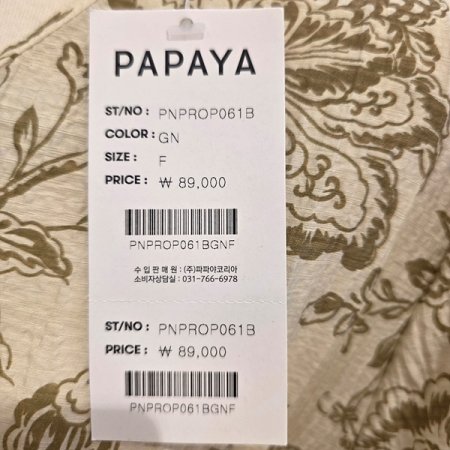 PAPAYA
ST/NO : PNPROP061B
COLOR : GN
SIZE : F
PRICE : ₩ 89,000
PNPROP061BGNF
수 입 판 매 원 : (주)파파야코리아
소비자상담실 : 031-766-6978
ST/NO : PNPROP061B
PRICE : ₩ 89,000
PNPROP061BGNF